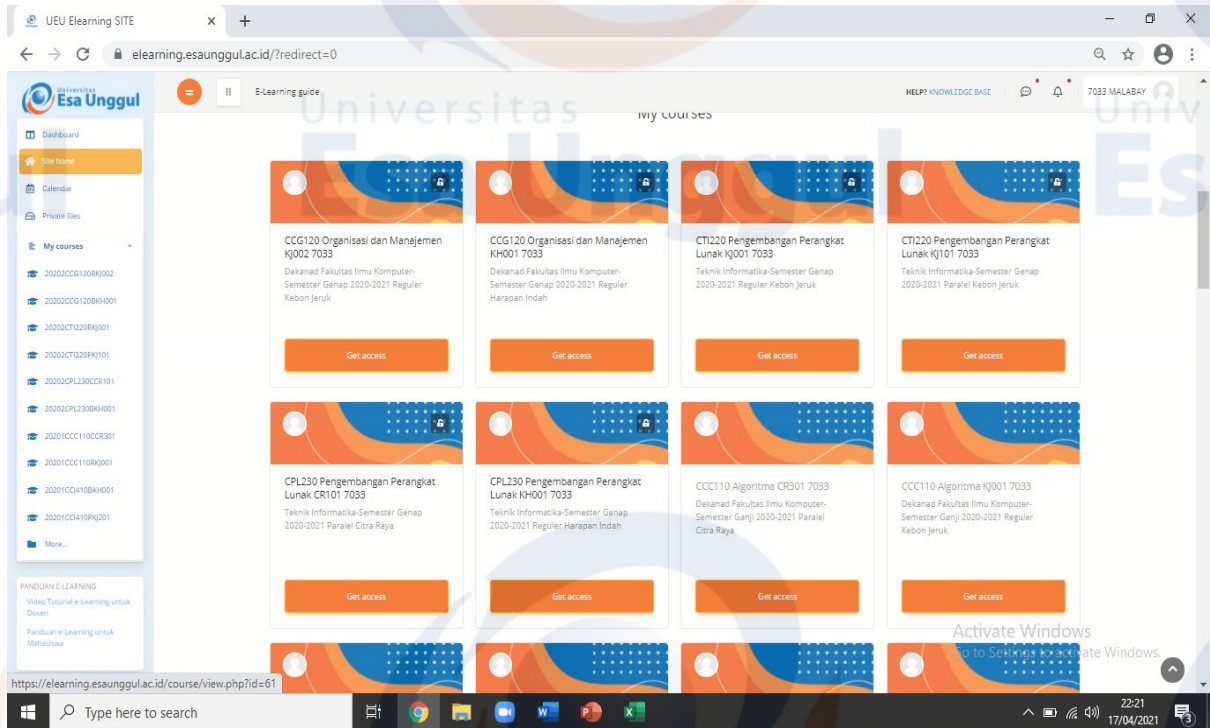 UEU Elearning SITE
elearning.esaunggul.ac.id/?redirect=0
Universitas
Esa Unggul
E-Learning guide
HELP? KNOWLEDGE BASE
7033 MALABAY
Universitas
Esa Unggul
Dashboard
Site home
Calendar
Private files
My courses
20202CCG120RKJ002
20202CCG120BKH001
20202CTI220RKJ001
20202CTI220PKJ101
20202CPL230CCR101
20202CPL230BKH001
20201CCC110CCR301
20201CCC110RKJ001
20201CCI410BKH001
20201CCI410PKJ201
More...
PANDUAN E-LEARNING
Video Tutorial e-Learning untuk
Dosen
Panduan e-Learning untuk
Mahasiswa
My courses
CCG120 Organisasi dan Manajemen
KJ002 7033
Dekanad Fakultas Ilmu Komputer-
Semester Genap 2020-2021 Reguler
Kebon Jeruk
Get access
CCG120 Organisasi dan Manajemen
KH001 7033
Dekanad Fakultas Ilmu Komputer-
Semester Genap 2020-2021 Reguler
Harapan Indah
Get access
CTI220 Pengembangan Perangkat
Lunak KJ001 7033
Teknik Informatika-Semester Genap
2020-2021 Reguler Kebon Jeruk
Get access
CTI220 Pengembangan Perangkat
Lunak KJ101 7033
Teknik Informatika-Semester Genap
2020-2021 Paralel Kebon Jeruk
Get access
CPL230 Pengembangan Perangkat
Lunak CR101 7033
Teknik Informatika-Semester Genap
2020-2021 Paralel Citra Raya
Get access
CPL230 Pengembangan Perangkat
Lunak KH001 7033
Teknik Informatika-Semester Genap
2020-2021 Reguler Harapan Indah
Get access
CCC110 Algoritma CR301 7033
Dekanad Fakultas Ilmu Komputer-
Semester Ganji 2020-2021 Paralel
Citra Raya
Get access
CCC110 Algoritma KJ001 7033
Dekanad Fakultas Ilmu Komputer-
Semester Ganji 2020-2021 Reguler
Kebon Jeruk
Get access
Activate Windows
Go to Settings to activate Windows.
https://elearning.esaunggul.ac.id/course/view.php?id=61
Type here to search
22:21
17/04/2021
3